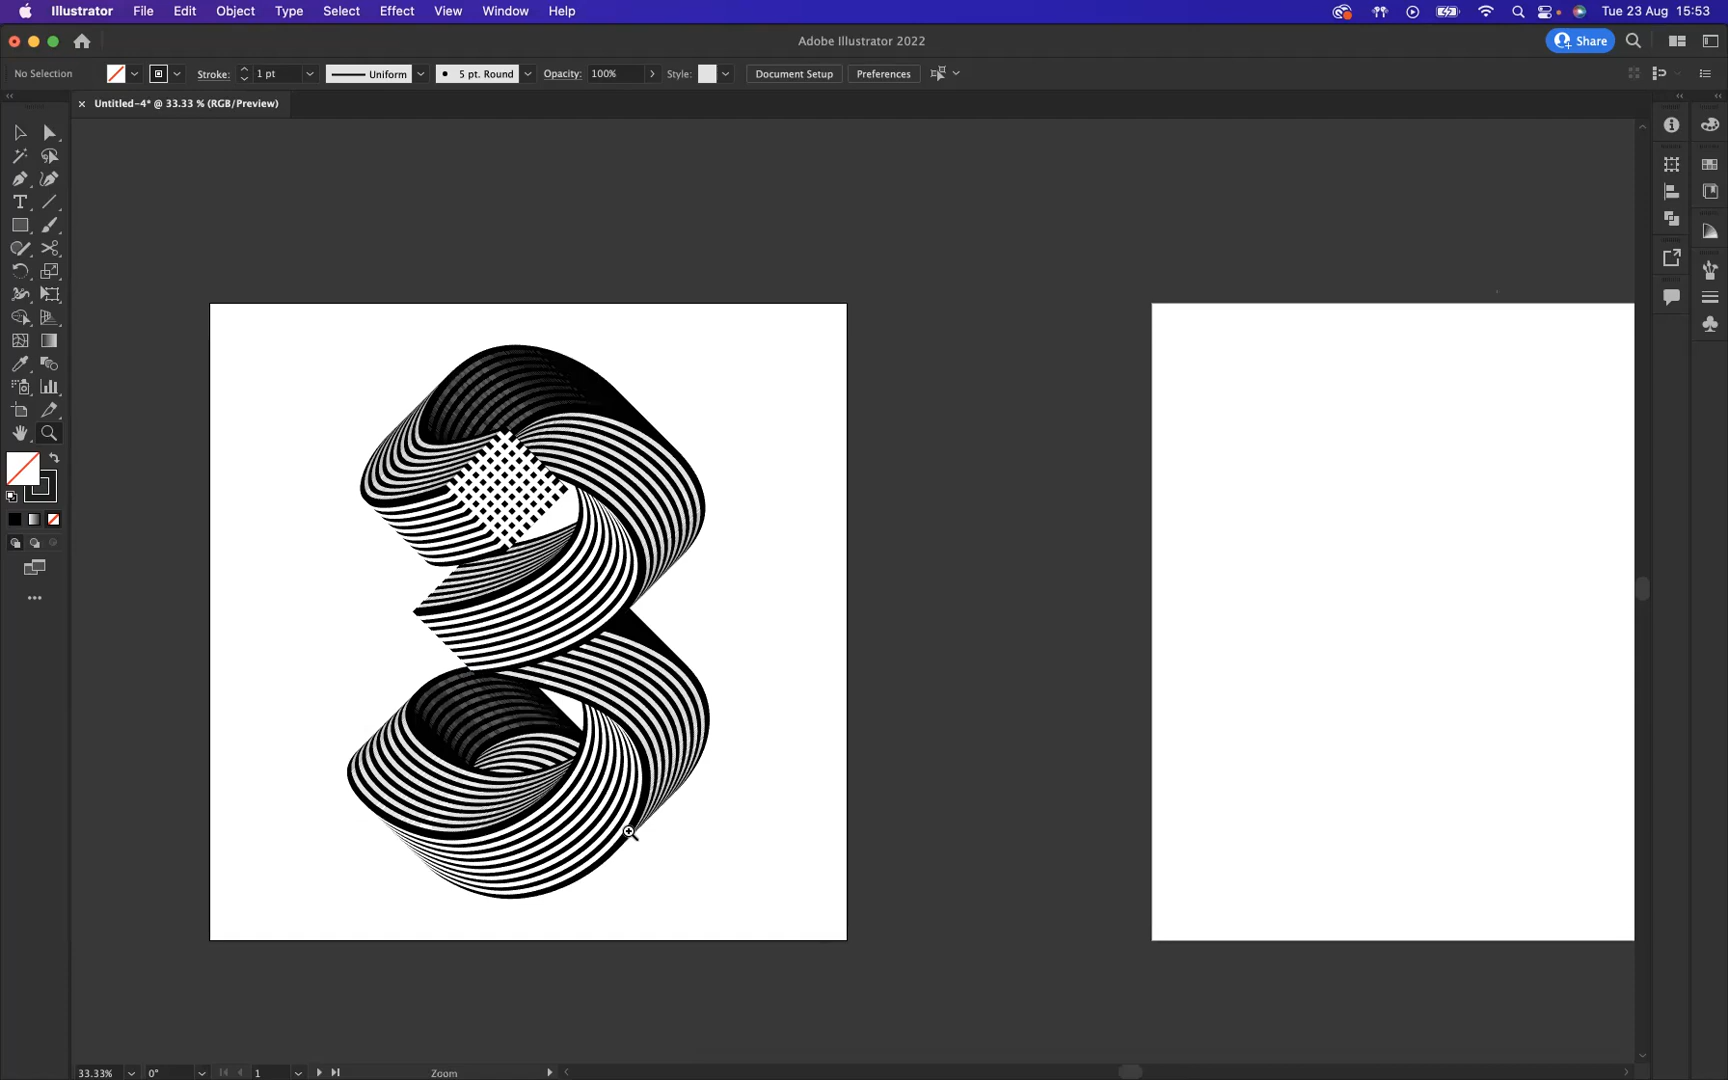 Illustrator File Edit Object Type Select Effect View Window Help Tue 23 Aug 15:53
Adobe Illustrator 2022 Share
No Selection Stroke: 1 pt Uniform 5 pt. Round Opacity: 100% Style: Document Setup Preferences
Untitled-4* @ 33.33 % (RGB/Preview)
33.33% 0° 1 Zoom